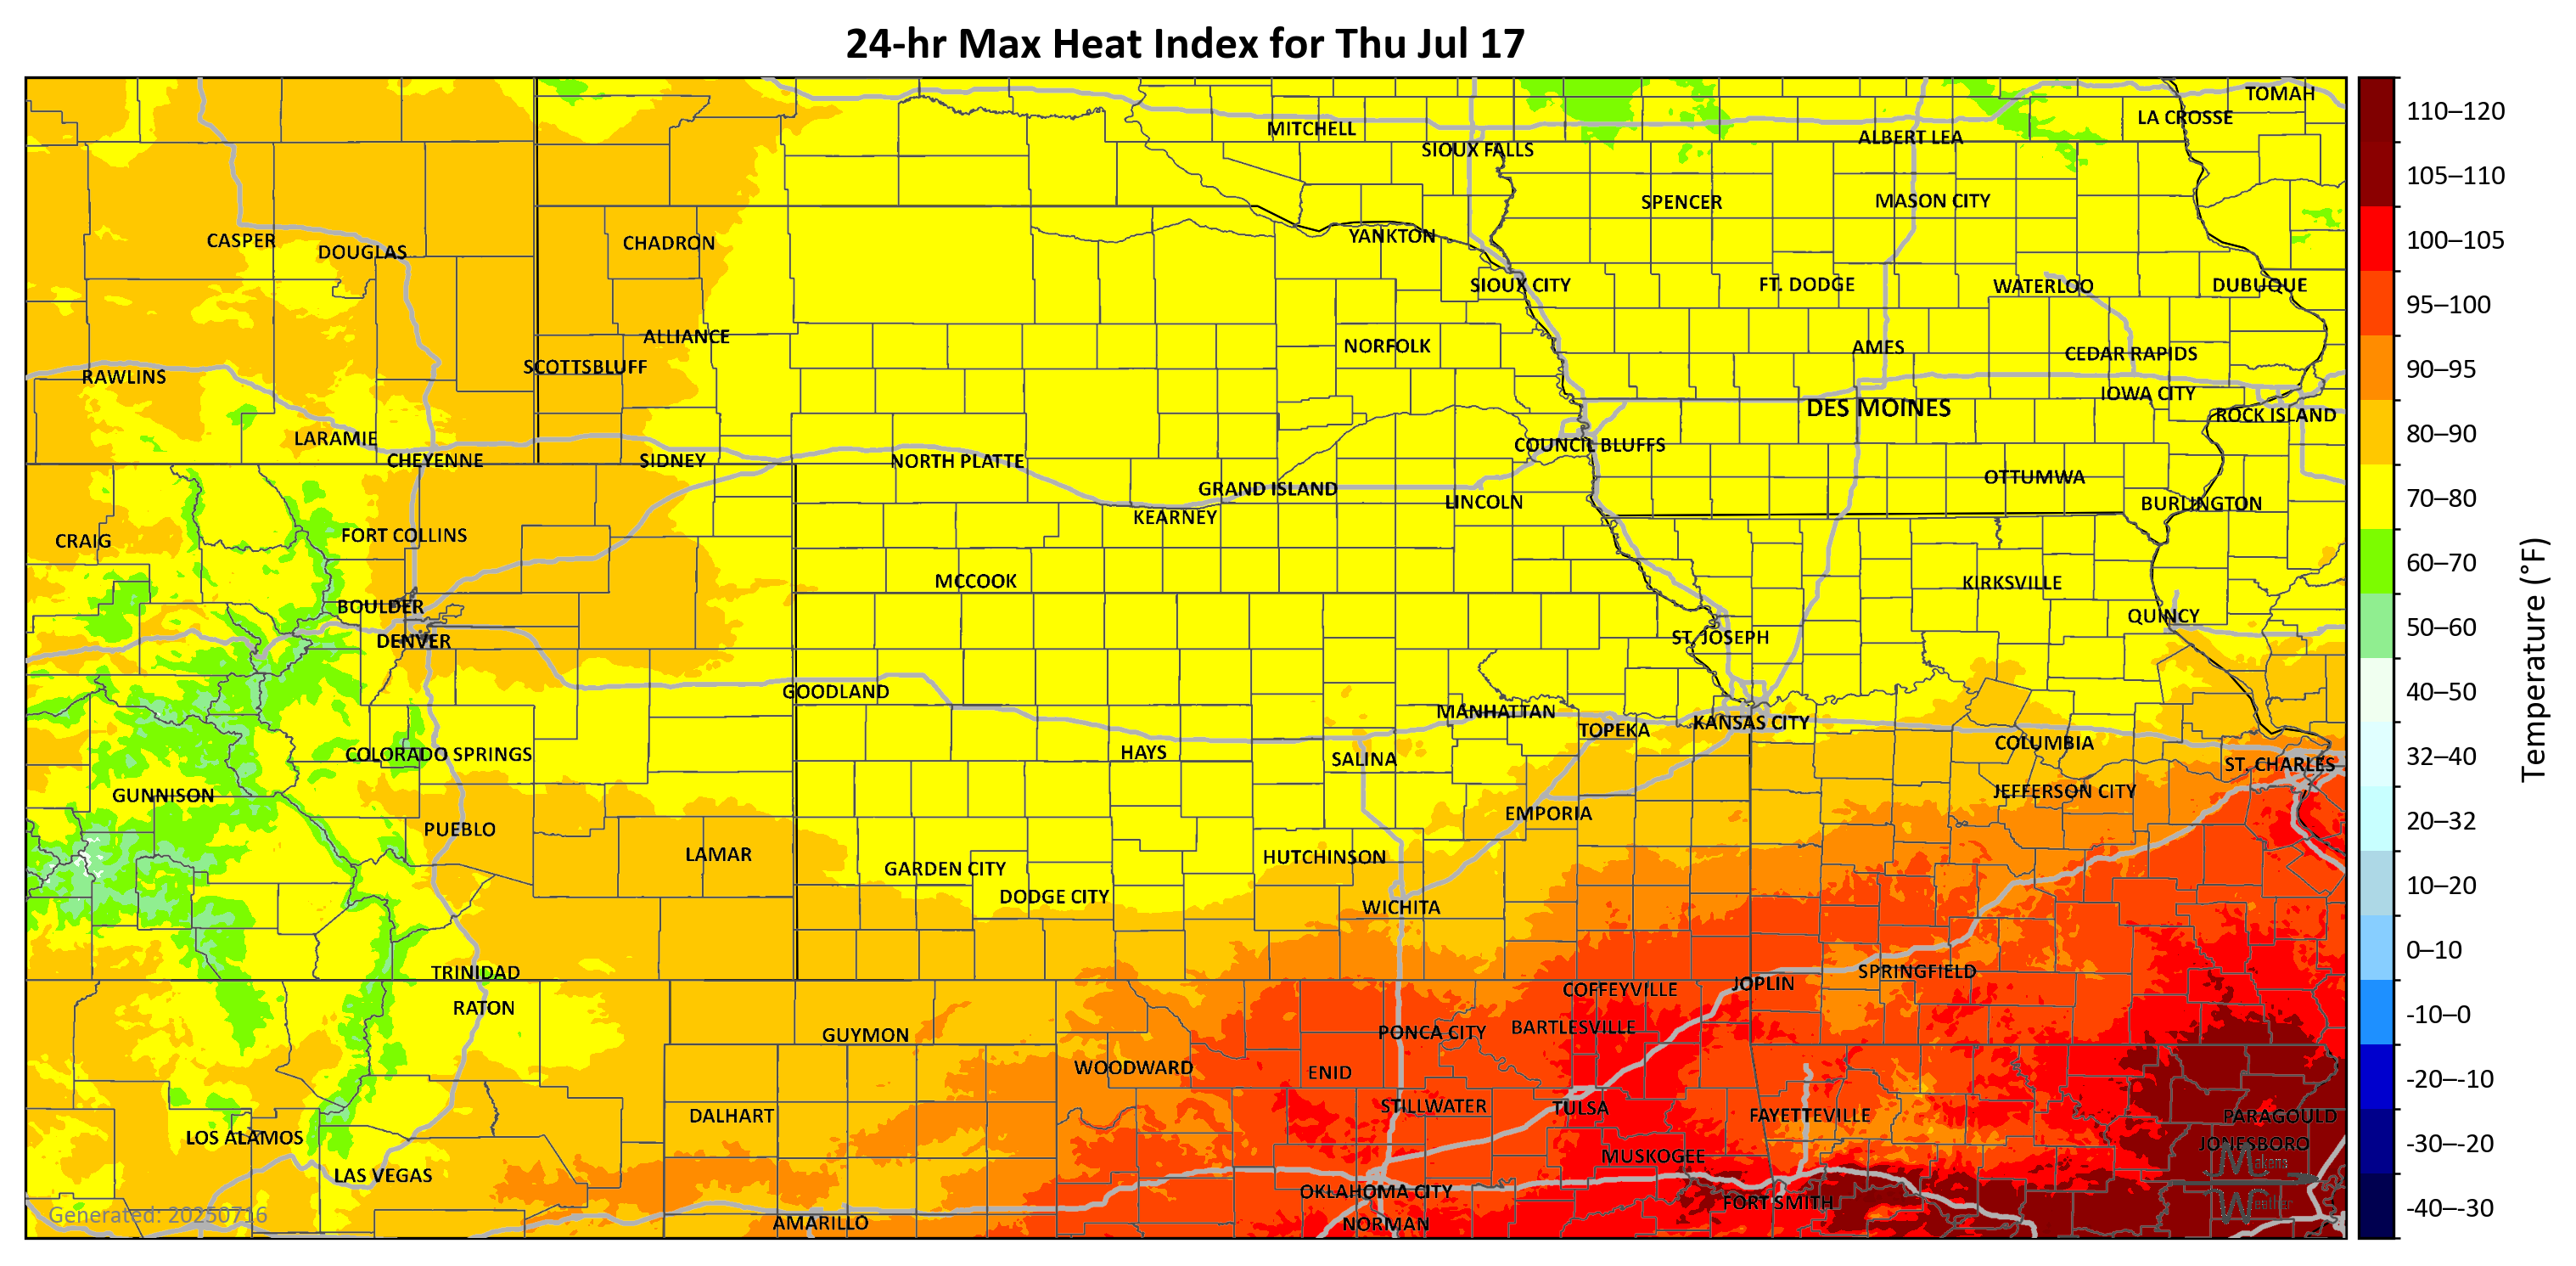 24-hr Max Heat Index for Thu Jul 17
TOMAH
LA CROSSE
MITCHELL
ALBERT LEA
SIOUX FALLS
SPENCER
MASON CITY
YANKTON
CASPER
CHADRON
DOUGLAS
SIOUX CITY
FT. DODGE
WATERLOO
DUBUQUE
ALLIANCE
NORFOLK
AMES
CEDAR RAPIDS
SCOTTSBLUFF
RAWLINS
IOWA CITY
DES MOINES
ROCK ISLAND
LARAMIE
COUNCIL BLUFFS
CHEYENNE
SIDNEY
NORTH PLATTE
OTTUMWA
GRAND ISLAND
LINCOLN
BURLINGTON
KEARNEY
FORT COLLINS
CRAIG
MCCOOK
KIRKSVILLE
BOULDER
QUINCY
DENVER
ST. JOSEPH
GOODLAND
MANHATTAN
TOPEKA
KANSAS CITY
COLUMBIA
COLORADO SPRINGS
HAYS
SALINA
ST. CHARLES
GUNNISON
JEFFERSON CITY
EMPORIA
PUEBLO
LAMAR
HUTCHINSON
GARDEN CITY
DODGE CITY
WICHITA
TRINIDAD
SPRINGFIELD
JOPLIN
COFFEYVILLE
RATON
BARTLESVILLE
GUYMON
PONCA CITY
WOODWARD
ENID
STILLWATER
TULSA
DALHART
FAYETTEVILLE
PARAGOULD
LOS ALAMOS
JONESBORO
MUSKOGEE
LAS VEGAS
OKLAHOMA CITY
FORT SMITH
AMARILLO
NORMAN
Makens
Weather
Generated: 20250716
110–120
105–110
100–105
95–100
90–95
80–90
70–80
60–70
50–60
40–50
32–40
20–32
10–20
0–10
-10–0
-20–-10
-30–-20
-40–-30
Temperature (°F)